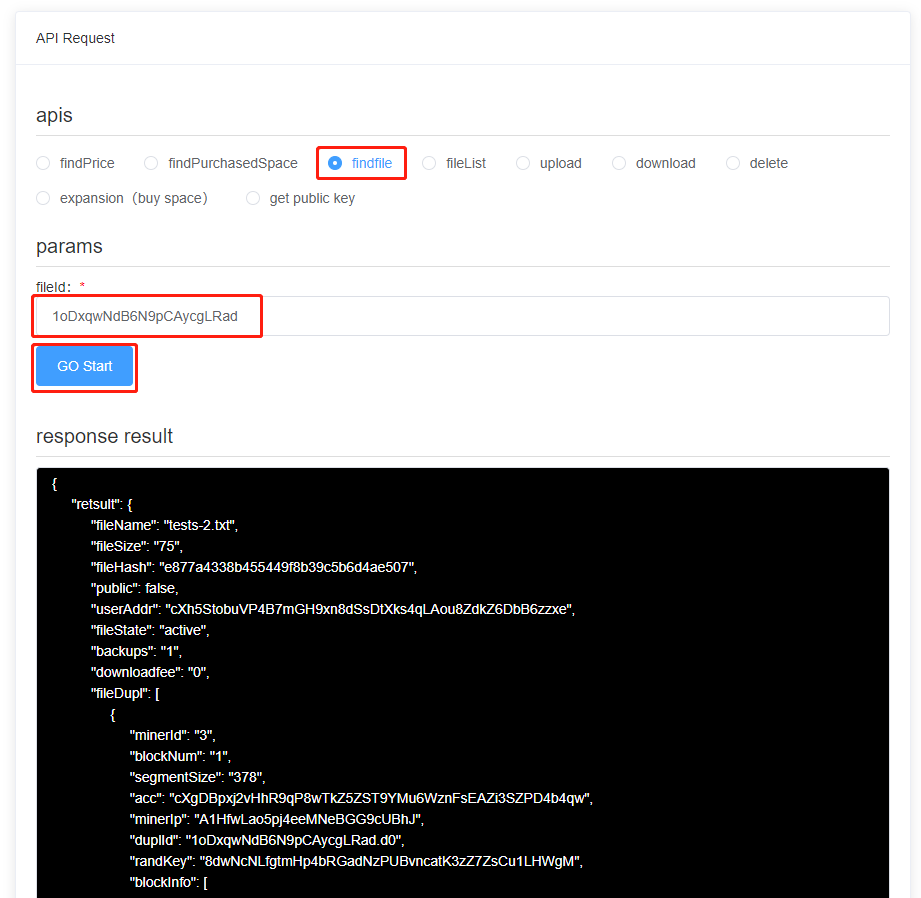 API Request
apis
findPrice findPurchasedSpace findfile fileList upload download delete
expansion（buy space） get public key
params
fileId： *
1oDxqwNdB6N9pCAycgLRad
GO Start
response result
{
"retsult": {
"fileName": "tests-2.txt",
"fileSize": "75",
"fileHash": "e877a4338b455449f8b39c5b6d4ae507",
"public": false,
"userAddr": "cXh5StobuVP4B7mGH9xn8dSsDtXks4qLAou8ZdkZ6DbB6zzxe",
"fileState": "active",
"backups": "1",
"downloadfee": "0",
"fileDupl": [
{
"minerId": "3",
"blockNum": "1",
"segmentSize": "378",
"acc": "cXgDBpxj2vHhR9qP8wTkZ5ZST9YMu6WznFsEAZi3SZPD4b4qw",
"minerIp": "A1HfwLao5pj4eeMNeBGG9cUBhJ",
"duplId": "1oDxqwNdB6N9pCAycgLRad.d0",
"randKey": "8dwNcNLfgtmHp4bRGadNzPUBvncatK3zZ7ZsCu1LHWgM",
"blockInfo": [